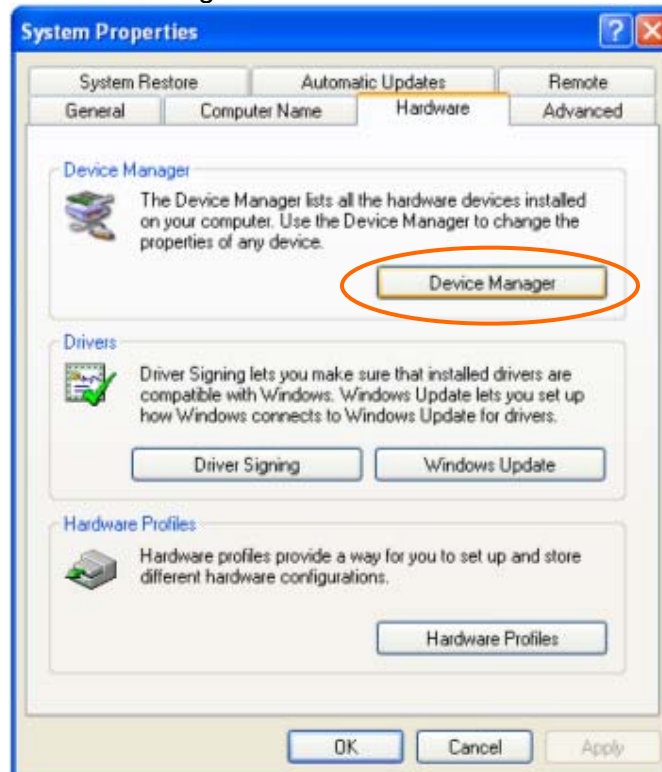 System Properties
System Restore Automatic Updates Remote
General Computer Name Hardware Advanced
Device Manager
The Device Manager lists all the hardware devices installed
on your computer. Use the Device Manager to change the
properties of any device.
Device Manager
Drivers
Driver Signing lets you make sure that installed drivers are
compatible with Windows. Windows Update lets you set up
how Windows connects to Windows Update for drivers.
Driver Signing Windows Update
Hardware Profiles
Hardware profiles provide a way for you to set up and store
different hardware configurations.
Hardware Profiles
OK Cancel Apply